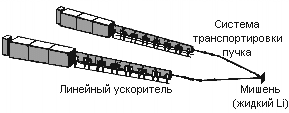 Система
транспортировки
пучка
Линейный ускоритель
Мишень
(жидкий Li)